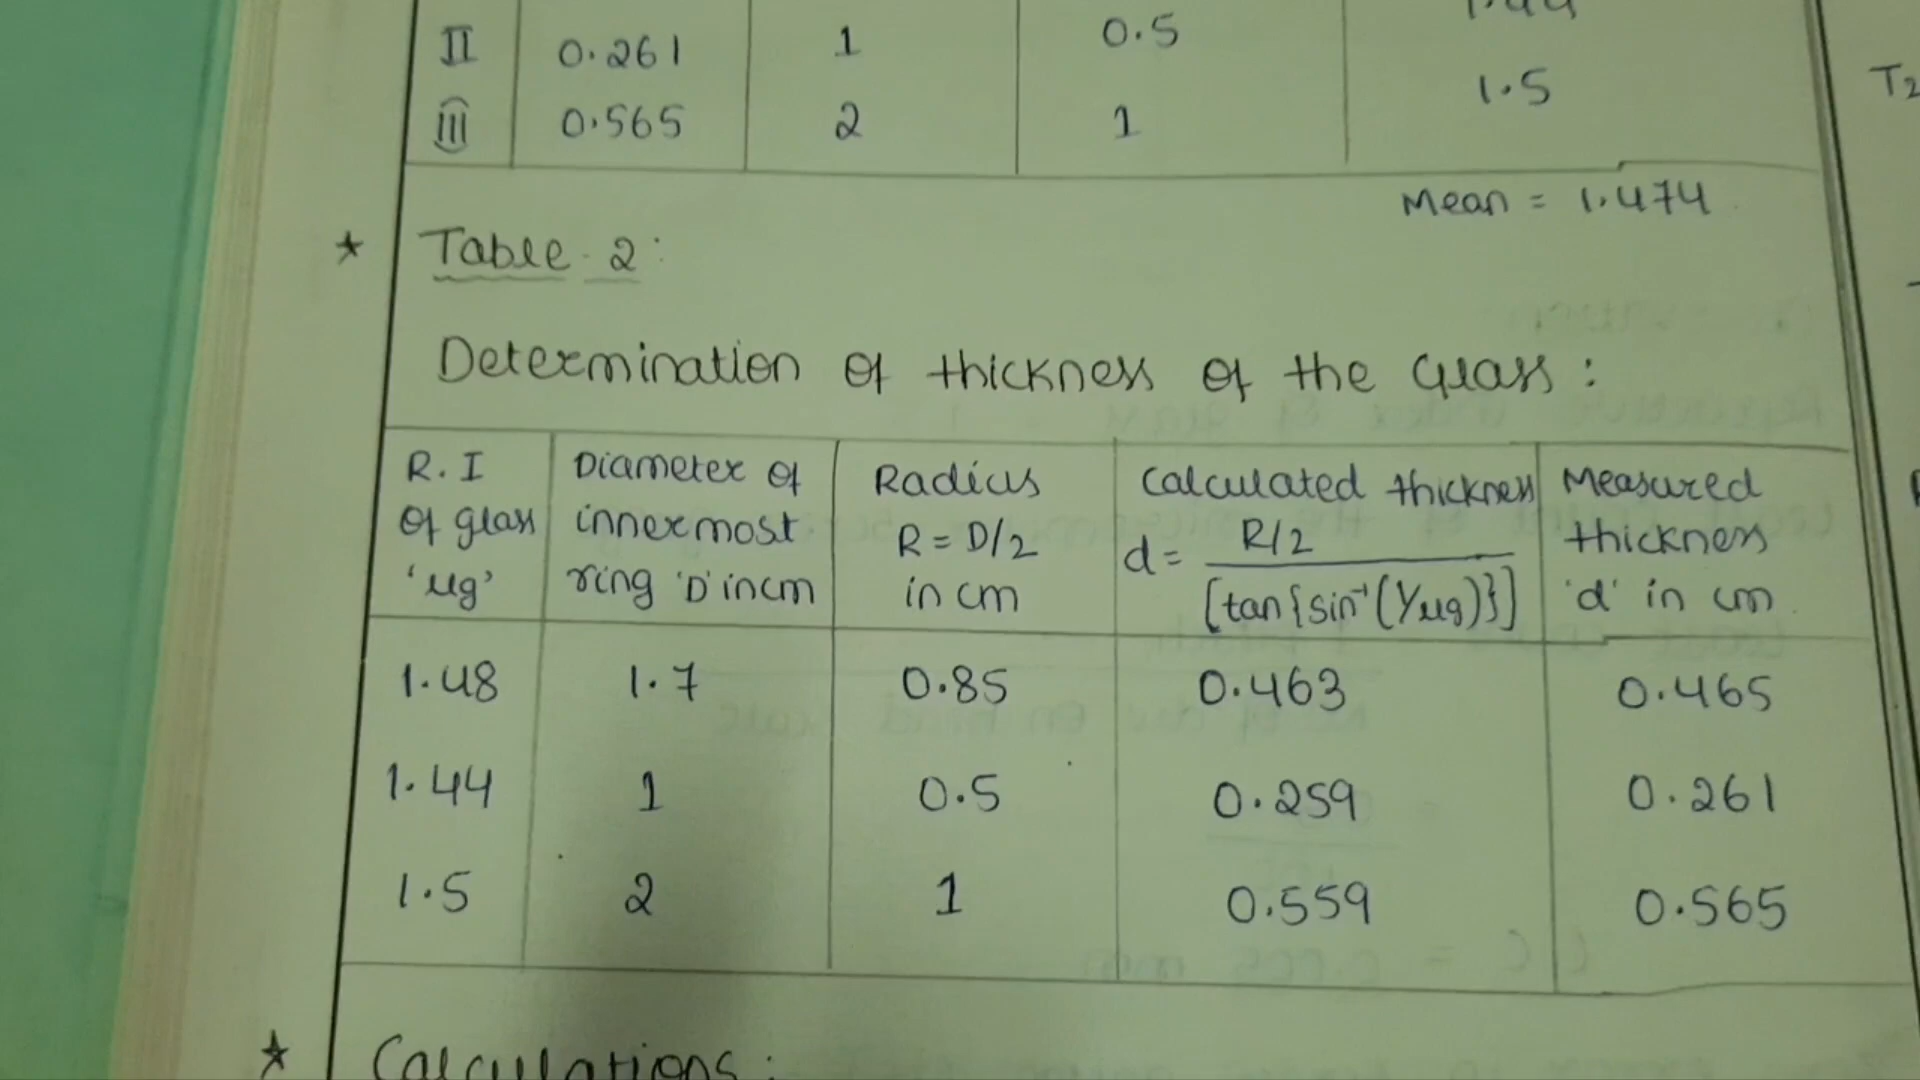 II 0.261 1 0.5 1.44
III 0.565 2 1 1.5
Mean = 1.474
T2
* Table 2:
Determination of thickness of the Glass:
R.I of glass 'μg' | Diameter of innermost ring 'D' in cm | Radius R = D/2 in cm | Calculated thickness d = R/2 / [tan{sin⁻¹(1/μg)}] | Measured thickness 'd' in cm
1.48 1.7 0.85 0.463 0.465
1.44 1 0.5 0.259 0.261
1.5 2 1 0.559 0.565
* Calculations: